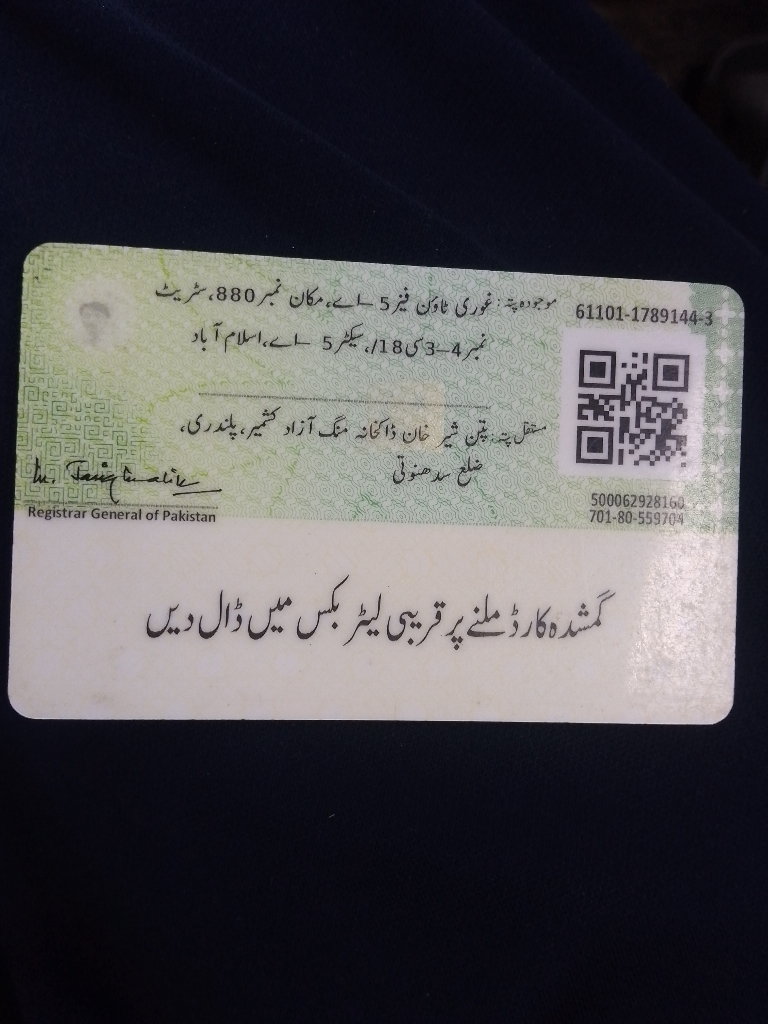 61101-1789144-3
موجودہ پتہ: غوری ٹاؤن فیز 5-اے، مکان نمبر 880، سٹریٹ
نمبر 4-3سی18/، سیکٹر 5-اے، اسلام آباد
مستقل پتہ: پتن شیر خان ڈاکخانہ منگ آزاد کشمیر، پلندری،
ضلع سدھنوتی
500062928160
701-80-559704
Registrar General of Pakistan
گمشدہ کارڈ ملنے پر قریبی لیٹر بکس میں ڈال دیں